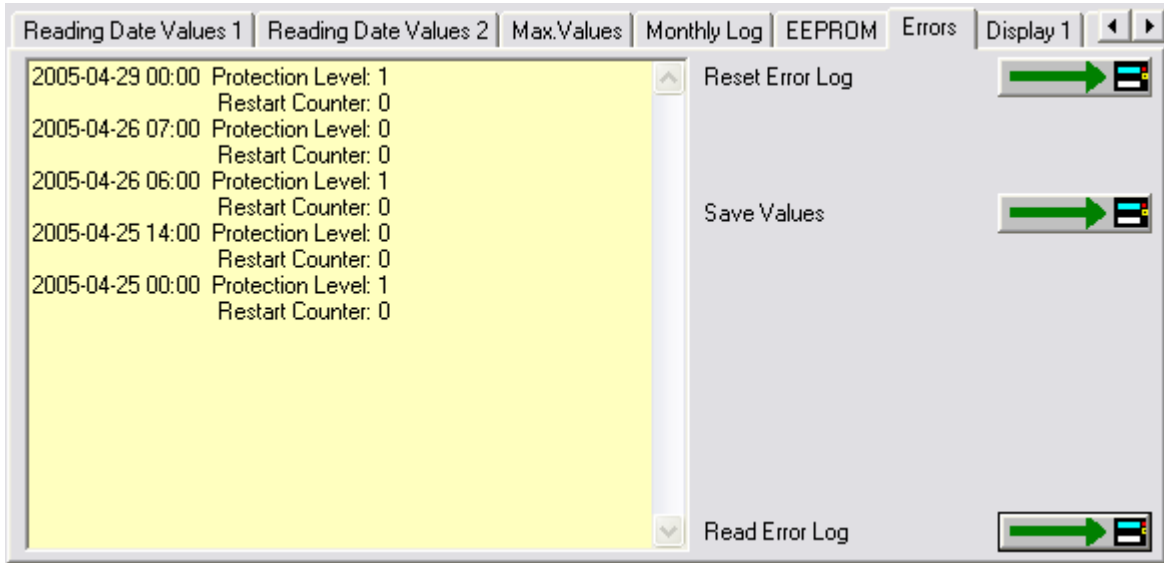 Reading Date Values 1 Reading Date Values 2 Max.Values Monthly Log EEPROM Errors Display 1
2005-04-29 00:00 Protection Level: 1
Restart Counter: 0
2005-04-26 07:00 Protection Level: 0
Restart Counter: 0
2005-04-26 06:00 Protection Level: 1
Restart Counter: 0
2005-04-25 14:00 Protection Level: 0
Restart Counter: 0
2005-04-25 00:00 Protection Level: 1
Restart Counter: 0
Reset Error Log
Save Values
Read Error Log